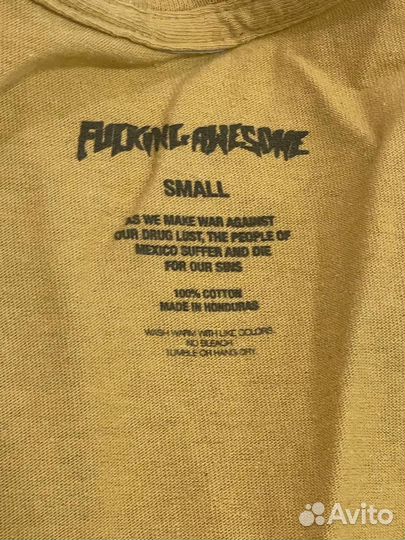 FUCKING AWESOME
SMALL
AS WE MAKE WAR AGAINST
OUR DRUG LUST, THE PEOPLE OF
MEXICO SUFFER AND DIE
FOR OUR SINS
100% COTTON
MADE IN HONDURAS
WASH WARM WITH LIKE COLORS
NO BLEACH
TUMBLE OR HANG DRY
Avito